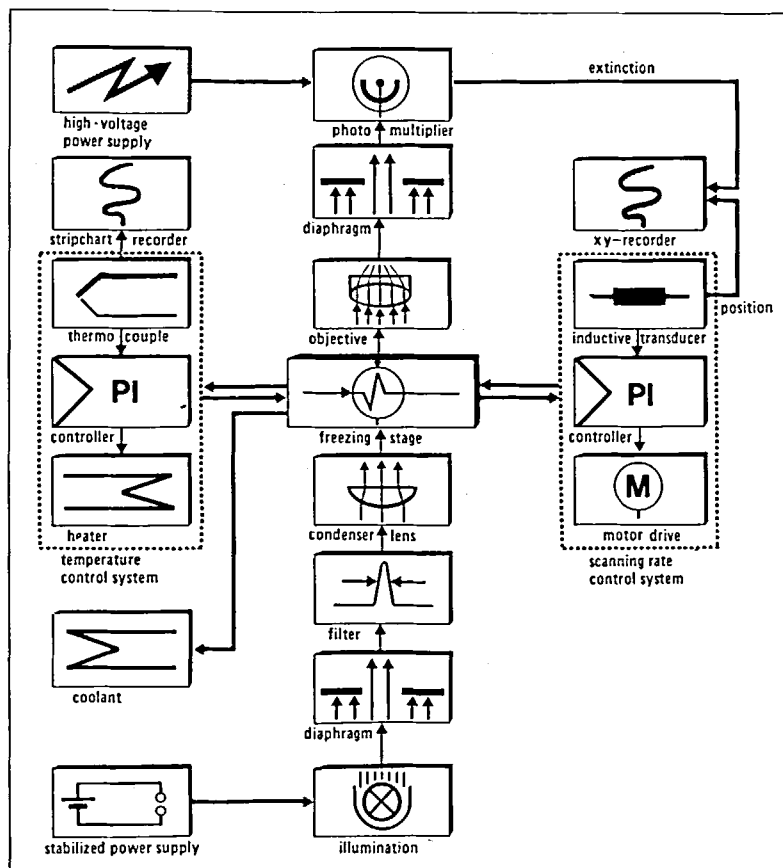 extinction
high-voltage
power supply
photo multiplier
stripchart recorder
diaphragm
xy-recorder
thermo couple
objective
inductive transducer
position
PI
controller
freezing stage
PI
controller
heater
temperature
control system
condenser lens
M
motor drive
scanning rate
control system
filter
coolant
diaphragm
stabilized power supply
illumination